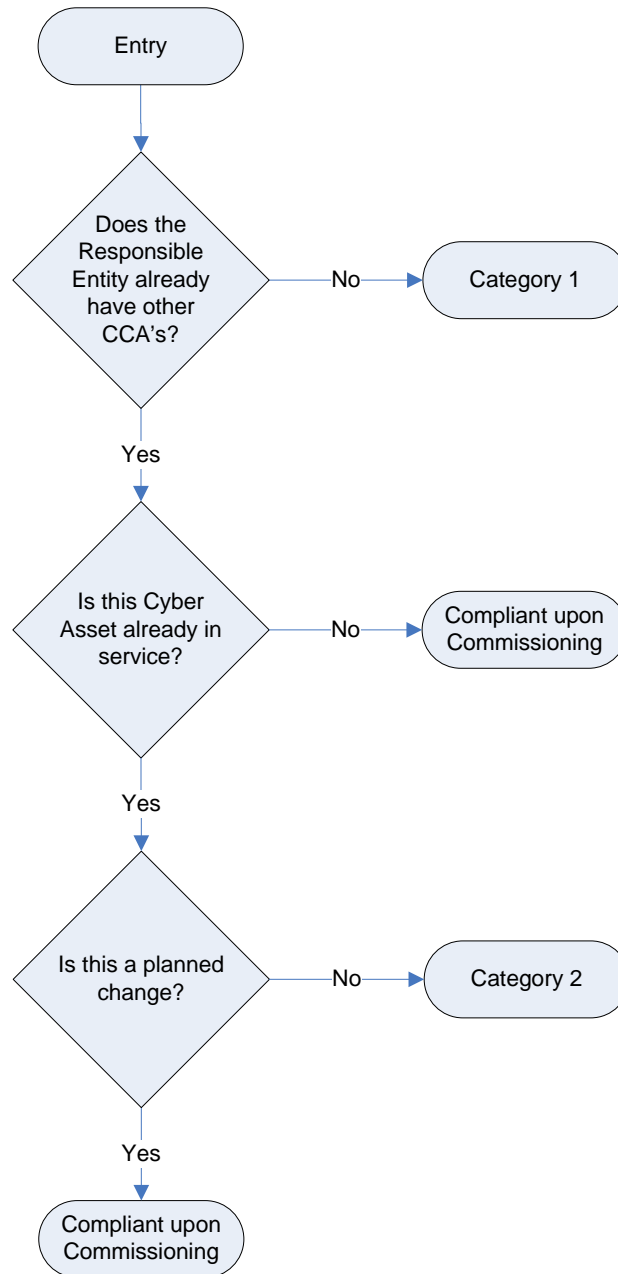 Entry
Does the
Responsible
Entity already
have other
CCA’s?
No
Category 1
Yes
Is this Cyber
Asset already in
service?
No
Compliant upon
Commissioning
Yes
Is this a planned
change?
No
Category 2
Yes
Compliant upon
Commissioning